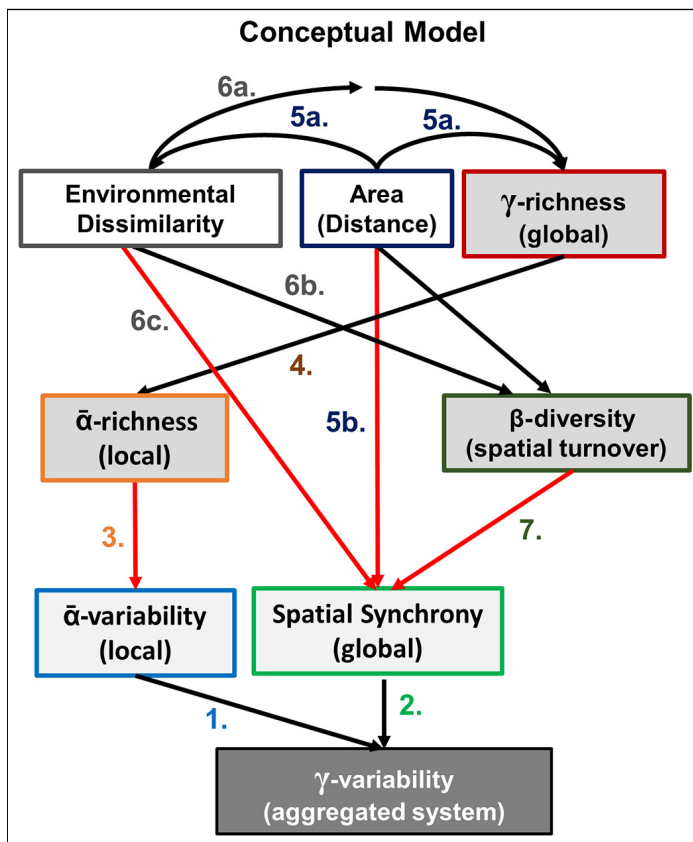 Conceptual Model
6a.
5a.
5a.
Environmental
Dissimilarity
Area
(Distance)
γ-richness
(global)
6b.
6c.
4.
ᾱ-richness
(local)
5b.
β-diversity
(spatial turnover)
3.
7.
ᾱ-variability
(local)
Spatial Synchrony
(global)
1.
2.
γ-variability
(aggregated system)